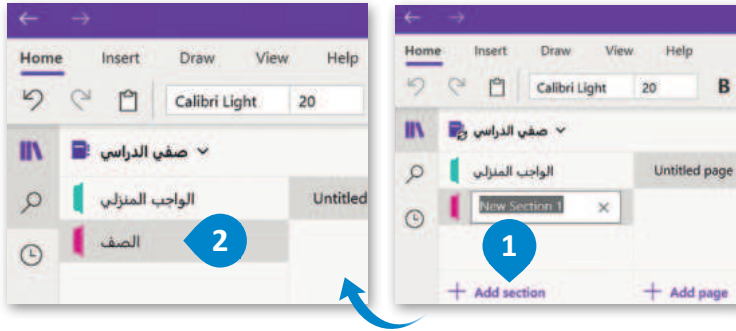 Home Insert Draw View Help
Calibri Light 20
صفي الدراسي
الواجب المنزلي Untitled
الصف
2
Home Insert Draw View Help
Calibri Light 20 B
صفي الدراسي
الواجب المنزلي Untitled page
New Section 1
1
Add section Add page